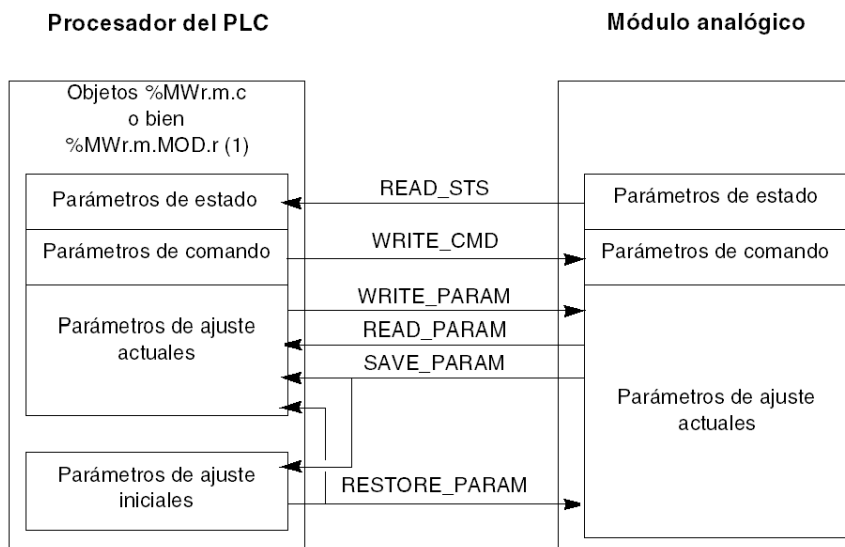 Procesador del PLC
Módulo analógico
Objetos %MWr.m.c
o bien
%MWr.m.MOD.r (1)
Parámetros de estado
READ_STS
Parámetros de estado
Parámetros de comando
WRITE_CMD
Parámetros de comando
WRITE_PARAM
Parámetros de ajuste
actuales
READ_PARAM
SAVE_PARAM
Parámetros de ajuste
actuales
Parámetros de ajuste
iniciales
RESTORE_PARAM